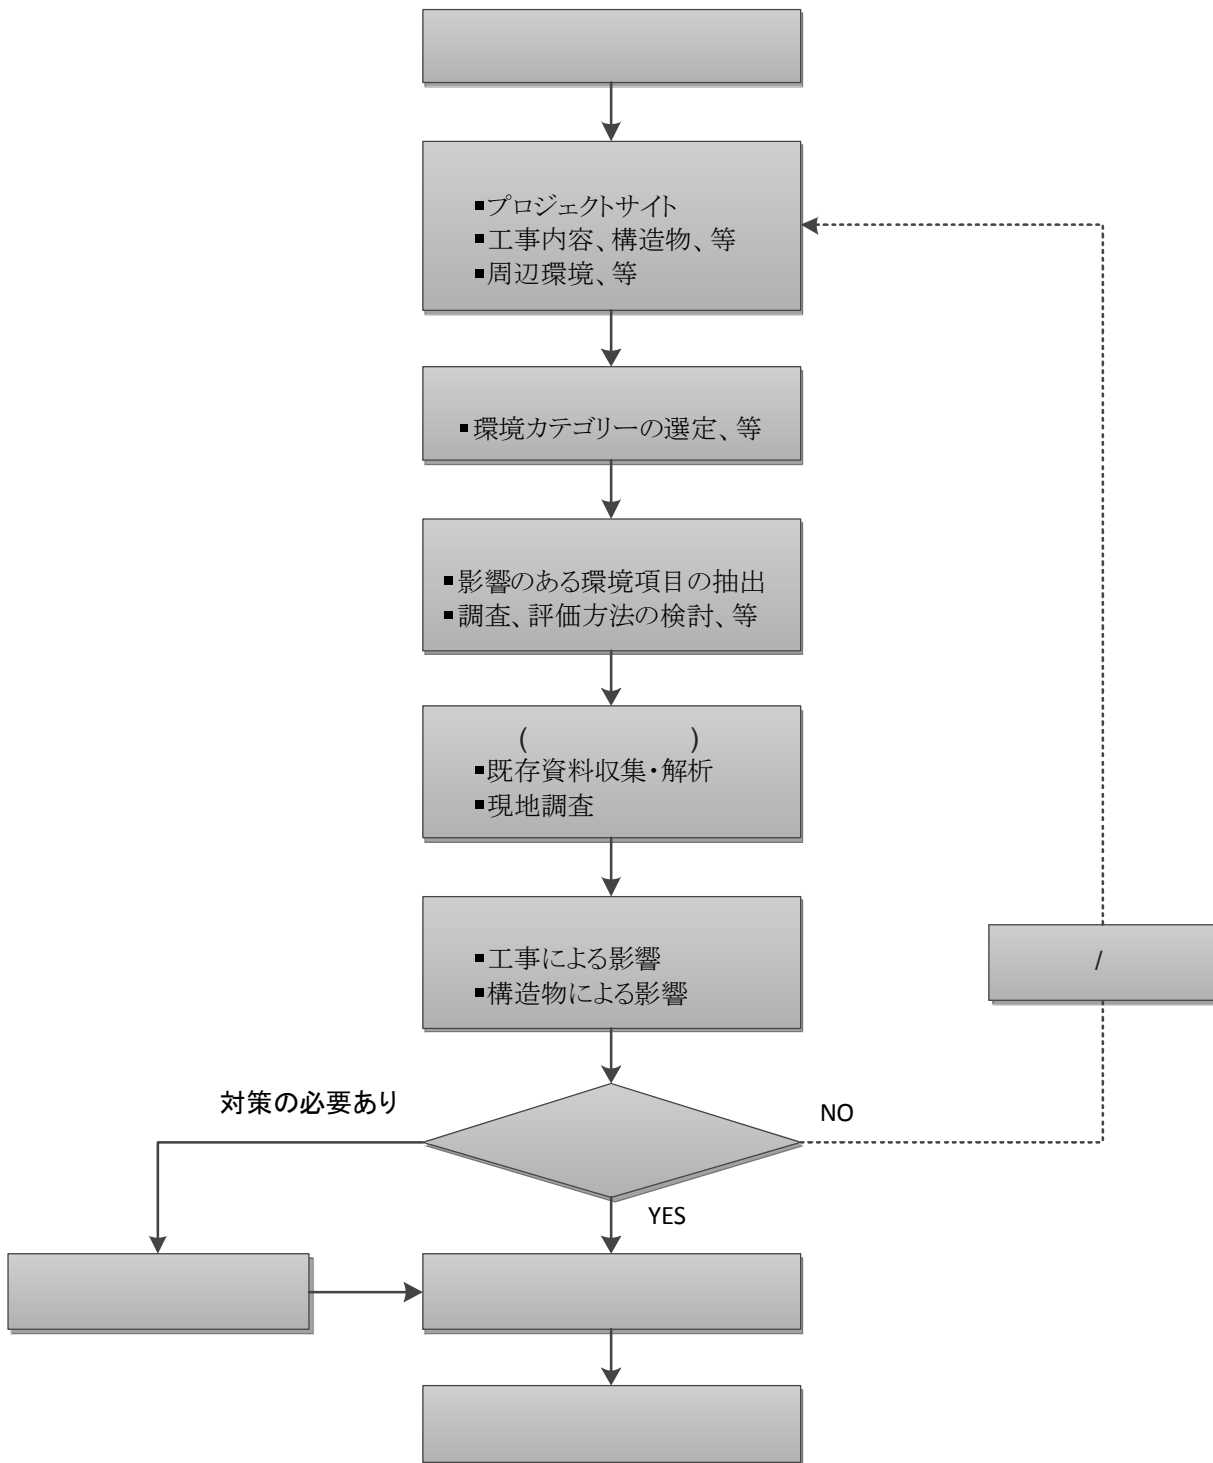 ■プロジェクトサイト
■工事内容、構造物、等
■周辺環境、等
■環境カテゴリーの選定、等
■影響のある環境項目の抽出
■調査、評価方法の検討、等
( )
■既存資料収集・解析
■現地調査
■工事による影響
■構造物による影響
/
対策の必要あり
NO
YES